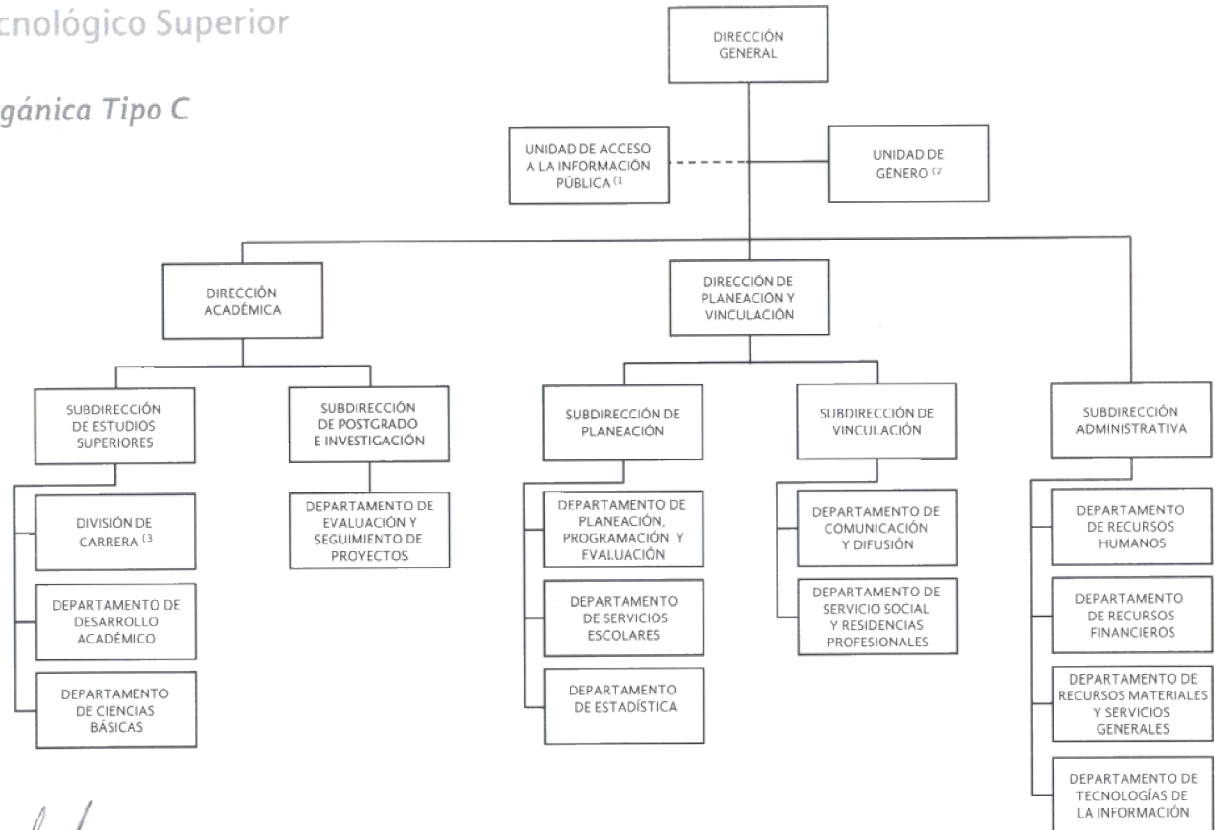 cnológico Superior
gánica Tipo C
DIRECCIÓN
GENERAL
UNIDAD DE ACCESO
A LA INFORMACIÓN
PÚBLICA (1
UNIDAD DE
GÉNERO (2
DIRECCIÓN
ACADÉMICA
DIRECCIÓN DE
PLANEACIÓN Y
VINCULACIÓN
SUBDIRECCIÓN
DE ESTUDIOS
SUPERIORES
SUBDIRECCIÓN
DE POSTGRADO
E INVESTIGACIÓN
SUBDIRECCIÓN DE
PLANEACIÓN
SUBDIRECCIÓN DE
VINCULACIÓN
SUBDIRECCIÓN
ADMINISTRATIVA
DIVISIÓN DE
CARRERA (3
DEPARTAMENTO DE
EVALUACIÓN Y
SEGUIMIENTO DE
PROYECTOS
DEPARTAMENTO DE
PLANEACIÓN,
PROGRAMACIÓN Y
EVALUACIÓN
DEPARTAMENTO DE
COMUNICACIÓN
Y DIFUSIÓN
DEPARTAMENTO
DE RECURSOS
HUMANOS
DEPARTAMENTO DE
DESARROLLO
ACADÉMICO
DEPARTAMENTO
DE SERVICIOS
ESCOLARES
DEPARTAMENTO DE
SERVICIO SOCIAL
Y RESIDENCIAS
PROFESIONALES
DEPARTAMENTO
DE RECURSOS
FINANCIEROS
DEPARTAMENTO
DE CIENCIAS
BÁSICAS
DEPARTAMENTO
DE ESTADÍSTICA
DEPARTAMENTO DE
RECURSOS MATERIALES
Y SERVICIOS
GENERALES
DEPARTAMENTO DE
TECNOLOGÍAS DE
LA INFORMACIÓN